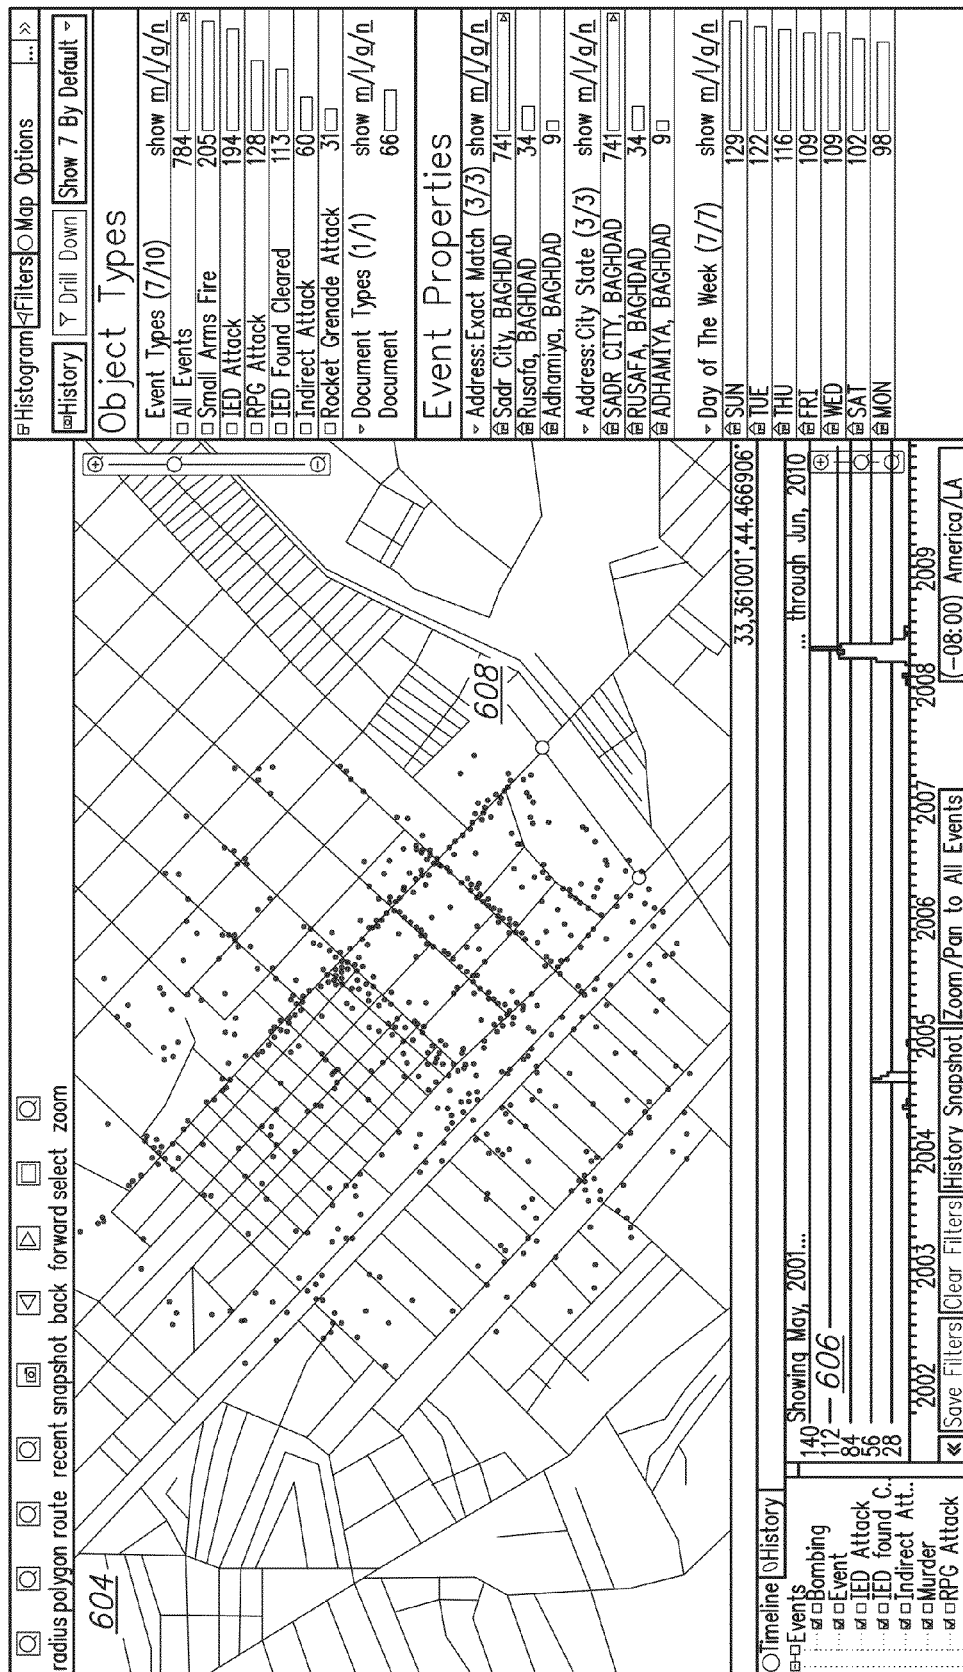 radius polygon route recent snapshot back forward select zoom
604
608
33,361001°,44.466906°
Histogram Filters Map Options ... >>
History Drill Down Show 7 By Default
Object Types
Event Types (7/10) show m/l/a/n
All Events 784
Small Arms Fire 205
IED Attack 194
RPG Attack 128
IED Found Cleared 113
Indirect Attack 60
Rocket Grenade Attack 31
Document Types (1/1) show m/l/a/n
Document 66
Event Properties
Address:Exact Match (3/3) show m/l/a/n
Sadr City, BAGHDAD 741
Rusafa, BAGHDAD 34
Adhamiya, BAGHDAD 9
Address:City State (3/3) show m/l/a/n
SADR CITY, BAGHDAD 741
RUSAFA, BAGHDAD 34
ADHAMIYA, BAGHDAD 9
Day of The Week (7/7) show m/l/a/n
SUN 129
TUE 122
THU 116
FRI 109
WED 109
SAT 102
MON 98
Timeline History
Events
Bombing
Event
IED Attack
IED found C..
Indirect Att..
Murder
RPG Attack
Showing May, 2001... ... through Jun, 2010
140
112
606
84
56
28
2002 2003 2004 2005 2006 2007 2008 2009
« Save Filters Clear Filters History Snapshot Zoom/Pan to All Events (-08:00) America/LA